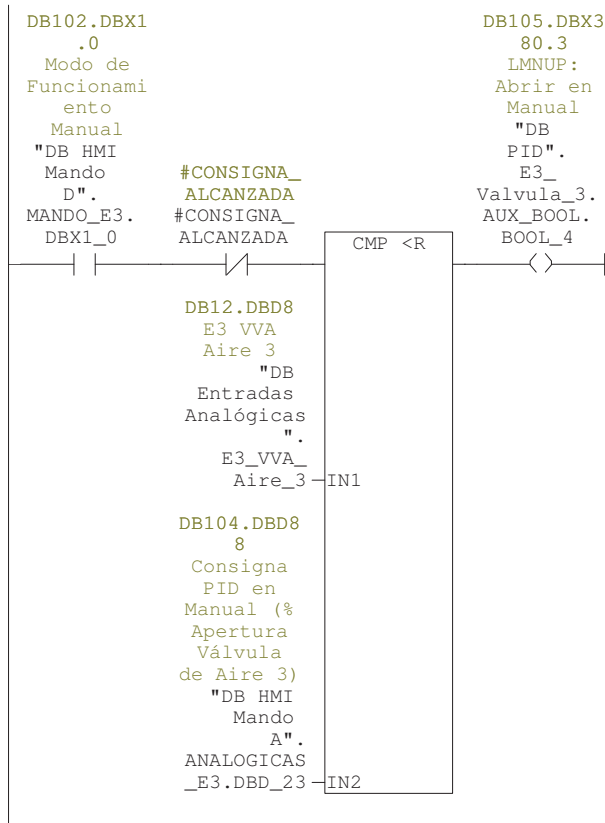 DB102.DBX1
.0
Modo de
Funcionami
ento
Manual
"DB HMI
Mando
D".
MANDO_E3.
DBX1_0
#CONSIGNA_
ALCANZADA
#CONSIGNA_
ALCANZADA
CMP <R
DB105.DBX3
80.3
LMNUP:
Abrir en
Manual
"DB
PID".
E3_
Valvula_3.
AUX_BOOL.
BOOL_4
DB12.DBD8
E3 VVA
Aire 3
"DB
Entradas
Analógicas
".
E3_VVA_
Aire_3
IN1
DB104.DBD8
8
Consigna
PID en
Manual (%
Apertura
Válvula
de Aire 3)
"DB HMI
Mando
A".
ANALOGICAS
_E3.DBD_23
IN2